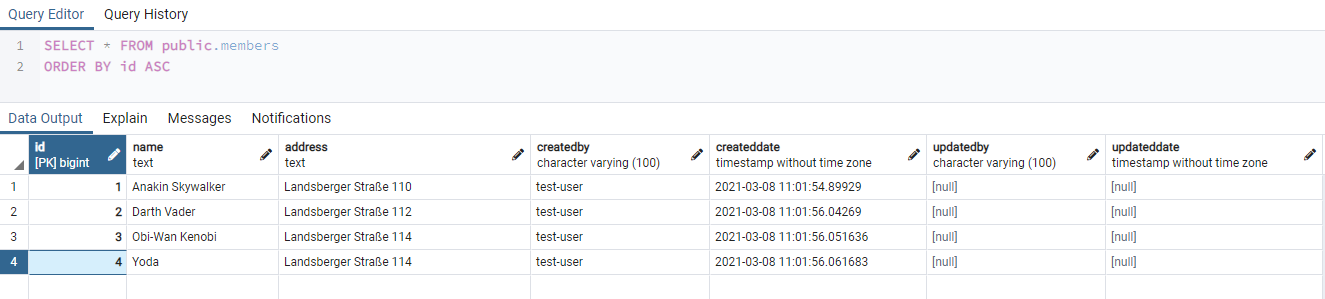 Query Editor Query History
1 SELECT * FROM public.members
2 ORDER BY id ASC
Data Output Explain Messages Notifications
id name address createdby createddate updatedby updateddate
[PK] bigint text text character varying (100) timestamp without time zone character varying (100) timestamp without time zone
1 1 Anakin Skywalker Landsberger Straße 110 test-user 2021-03-08 11:01:54.89929 [null] [null]
2 2 Darth Vader Landsberger Straße 112 test-user 2021-03-08 11:01:56.04269 [null] [null]
3 3 Obi-Wan Kenobi Landsberger Straße 114 test-user 2021-03-08 11:01:56.051636 [null] [null]
4 4 Yoda Landsberger Straße 114 test-user 2021-03-08 11:01:56.061683 [null] [null]